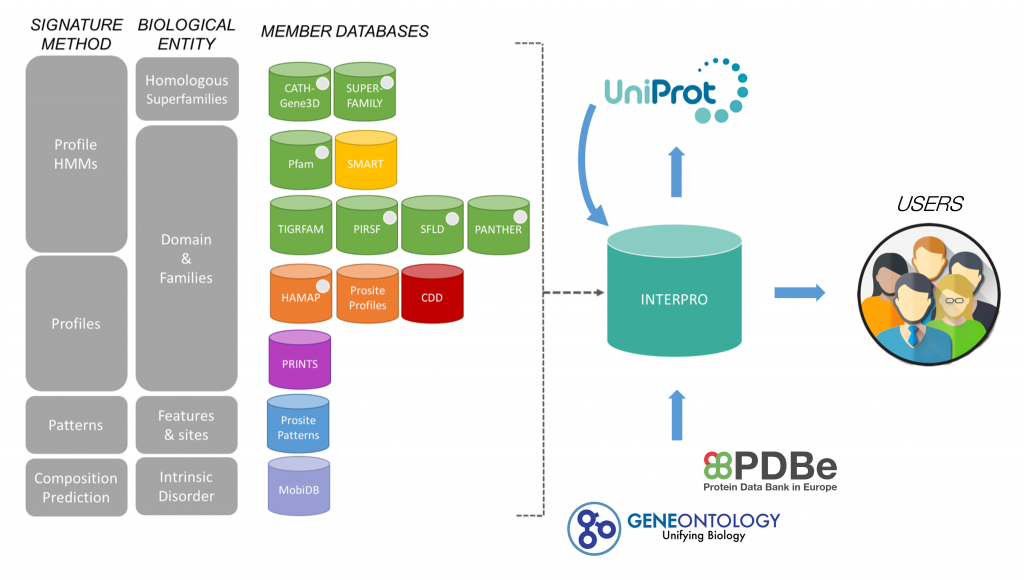 SIGNATURE
METHOD
BIOLOGICAL
ENTITY
MEMBER DATABASES
Profile
HMMs
Homologous
Superfamilies
Domain
&
Families
Profiles
Patterns
Features
& sites
Composition
Prediction
Intrinsic
Disorder
CATH-
Gene3D
SUPER-
FAMILY
Pfam
SMART
TIGRFAM
PIRSF
SFLD
PANTHER
HAMAP
Prosite
Profiles
CDD
PRINTS
Prosite
Patterns
MobiDB
UniProt
INTERPRO
USERS
PDBe
Protein Data Bank in Europe
go
GENEONTOLOGY
Unifying Biology